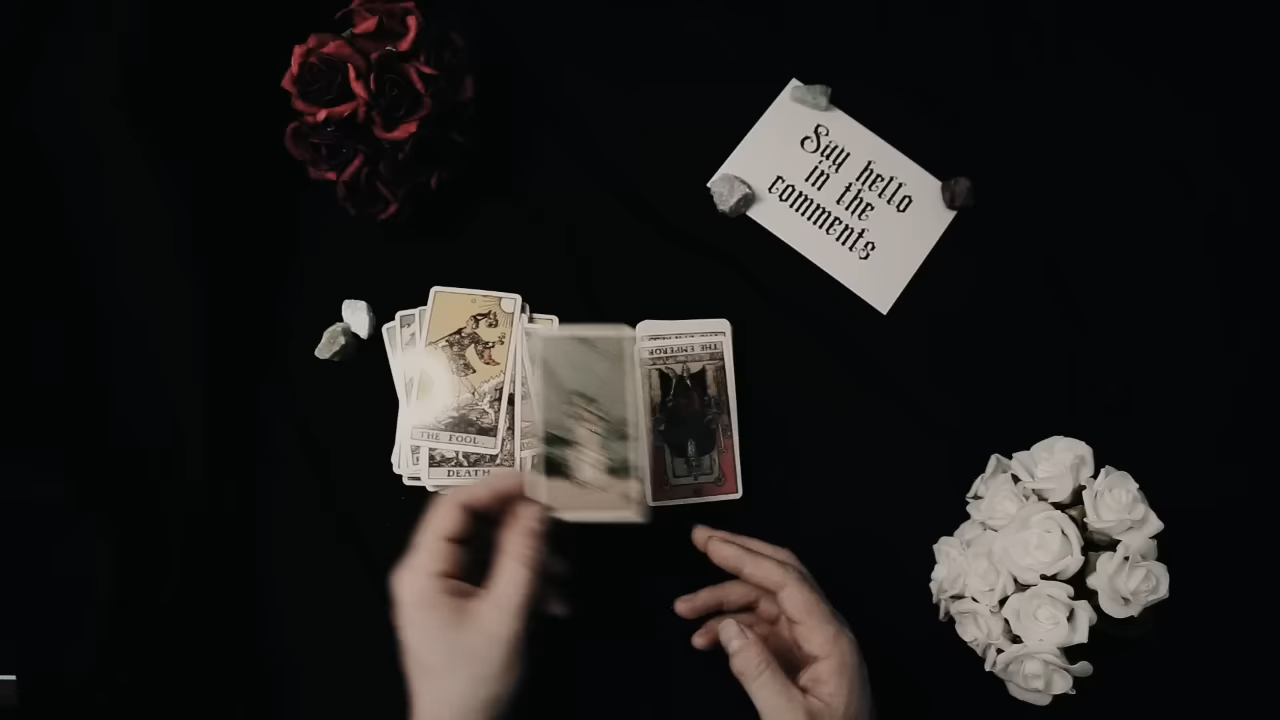 Say hello
in the
comments
THE EMPEROR
THE FOOL.
DEATH